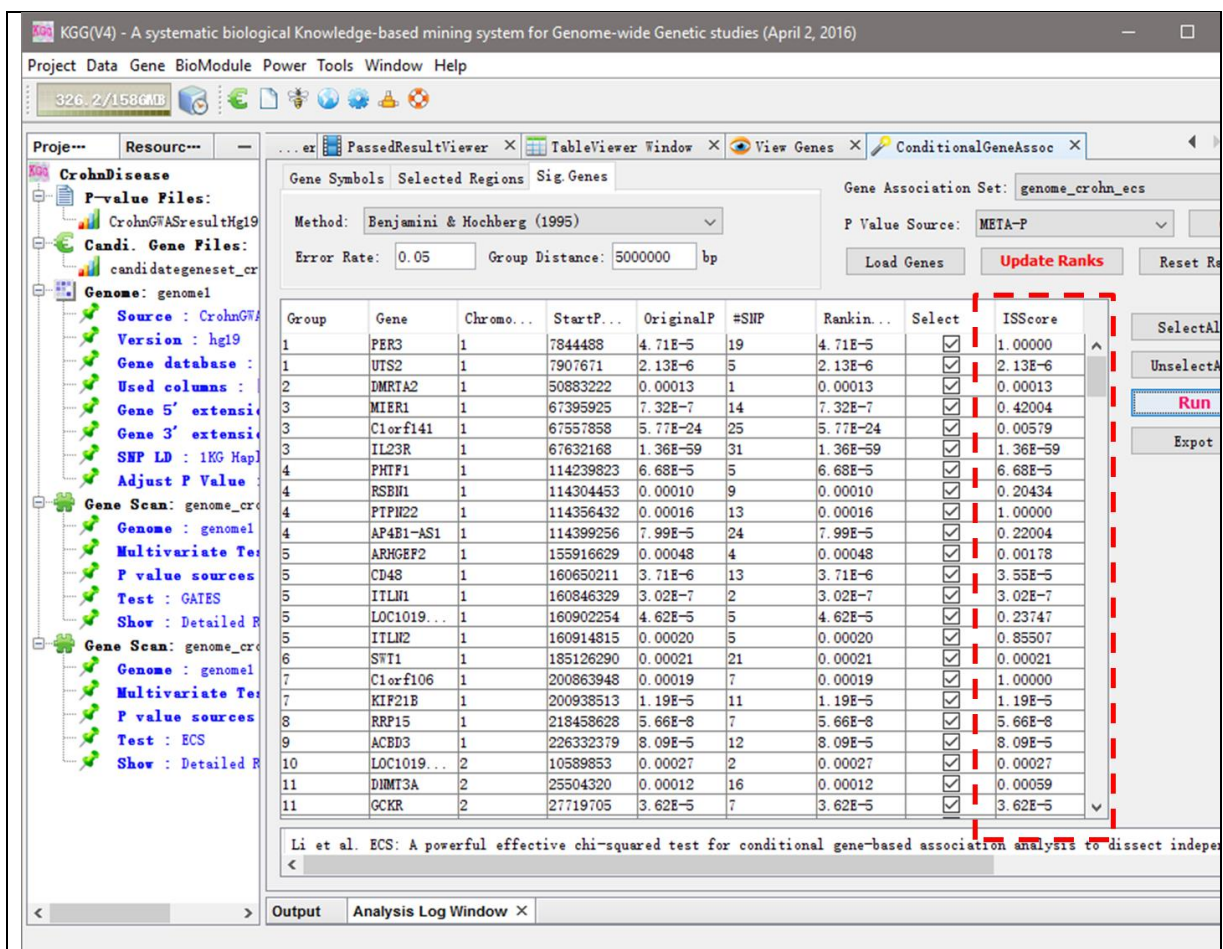 KGG(V4) - A systematic biological Knowledge-based mining system for Genome-wide Genetic studies (April 2, 2016)
Project Data Gene BioModule Power Tools Window Help
326.2/1586MB
Proje··· Resourc···
...er PassedResultViewer TableViewer Window View Genes ConditionalGeneAssoc
CrohnDisease
P-value Files:
CrohnGWASresultHg19
Candi. Gene Files:
candidategeneset_cr
Genome: genome1
Source : CrohnGWA
Version : hg19
Gene database :
Used columns :
Gene 5' extensio
Gene 3' extensio
SNP LD : 1KG Hapl
Adjust P Value :
Gene Scan: genome_cro
Genome : genome1
Multivariate Tes
P value sources
Test : GATES
Show : Detailed R
Gene Scan: genome_cro
Genome : genome1
Multivariate Tes
P value sources
Test : ECS
Show : Detailed R
Gene Symbols Selected Regions Sig.Genes
Method: Benjamini & Hochberg (1995)
Error Rate: 0.05 Group Distance: 5000000 bp
Gene Association Set: genome_crohn_ecs
P Value Source: META-P
Load Genes Update Ranks Reset Ra
Group Gene Chromo... StartP... OriginalP #SNP Rankin... Select ISScore
1 PER3 1 7844488 4.71E-5 19 4.71E-5 1.00000
1 UTS2 1 7907671 2.13E-6 5 2.13E-6 2.13E-6
2 DMRTA2 1 50883222 0.00013 1 0.00013 0.00013
3 MIER1 1 67395925 7.32E-7 14 7.32E-7 0.42004
3 C1orf141 1 67557858 5.77E-24 25 5.77E-24 0.00579
3 IL23R 1 67632168 1.36E-59 31 1.36E-59 1.36E-59
4 PHTF1 1 114239823 6.68E-5 5 6.68E-5 6.68E-5
4 RSBN1 1 114304453 0.00010 9 0.00010 0.20434
4 PTPN22 1 114356432 0.00016 13 0.00016 1.00000
4 AP4B1-AS1 1 114399256 7.99E-5 24 7.99E-5 0.22004
5 ARHGEF2 1 155916629 0.00048 4 0.00048 0.00178
5 CD48 1 160650211 3.71E-6 13 3.71E-6 3.55E-5
5 ITLN1 1 160846329 3.02E-7 2 3.02E-7 3.02E-7
5 LOC1019... 1 160902254 4.62E-5 5 4.62E-5 0.23747
5 ITLN2 1 160914815 0.00020 5 0.00020 0.85507
6 SWT1 1 185126290 0.00021 21 0.00021 0.00021
7 C1orf106 1 200863948 0.00019 7 0.00019 1.00000
7 KIF21B 1 200938513 1.19E-5 11 1.19E-5 1.19E-5
8 RRP15 1 218458628 5.66E-8 7 5.66E-8 5.66E-8
9 ACBD3 1 226332379 8.09E-5 12 8.09E-5 8.09E-5
10 LOC1019... 2 10589853 0.00027 2 0.00027 0.00027
11 DNMT3A 2 25504320 0.00012 16 0.00012 0.00059
11 GCKR 2 27719705 3.62E-5 7 3.62E-5 3.62E-5
SelectAl
UnselectA
Run
Expot
Li et al. ECS: A powerful effective chi-squared test for conditional gene-based association analysis to dissect indepen
Output Analysis Log Window